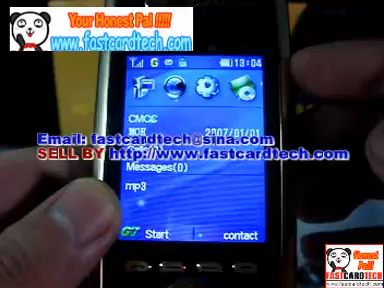 Your Honest Pal !!!!
www.fastcardtech.com
G 13:04
CMCC
MON 2007/01/01
Email: fastcardtech@sina.com
SELL BY http://www.fastcardtech.com
Messages(0)
mp3
Start contact
Honest
Pal!
FASTCARDTECH